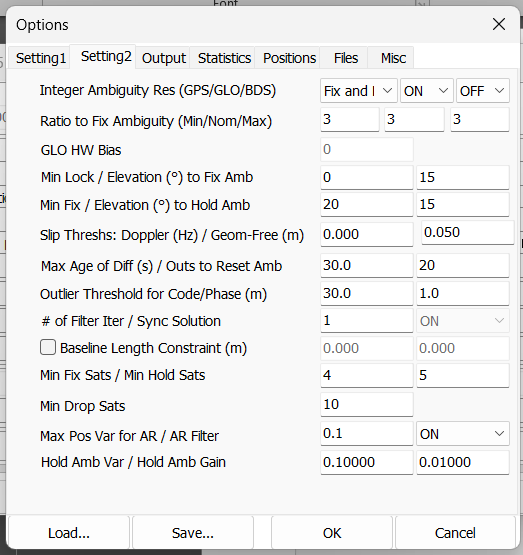 Font
Options
Setting1 Setting2 Output Statistics Positions Files Misc
Integer Ambiguity Res (GPS/GLO/BDS) Fix and ON OFF
Ratio to Fix Ambiguity (Min/Nom/Max) 3 3 3
GLO HW Bias 0
Min Lock / Elevation (°) to Fix Amb 0 15
Min Fix / Elevation (°) to Hold Amb 20 15
Slip Threshs: Doppler (Hz) / Geom-Free (m) 0.000 0.050
Max Age of Diff (s) / Outs to Reset Amb 30.0 20
Outlier Threshold for Code/Phase (m) 30.0 1.0
# of Filter Iter / Sync Solution 1 ON
Baseline Length Constraint (m) 0.000 0.000
Min Fix Sats / Min Hold Sats 4 5
Min Drop Sats 10
Max Pos Var for AR / AR Filter 0.1 ON
Hold Amb Var / Hold Amb Gain 0.10000 0.01000
Load... Save... OK Cancel